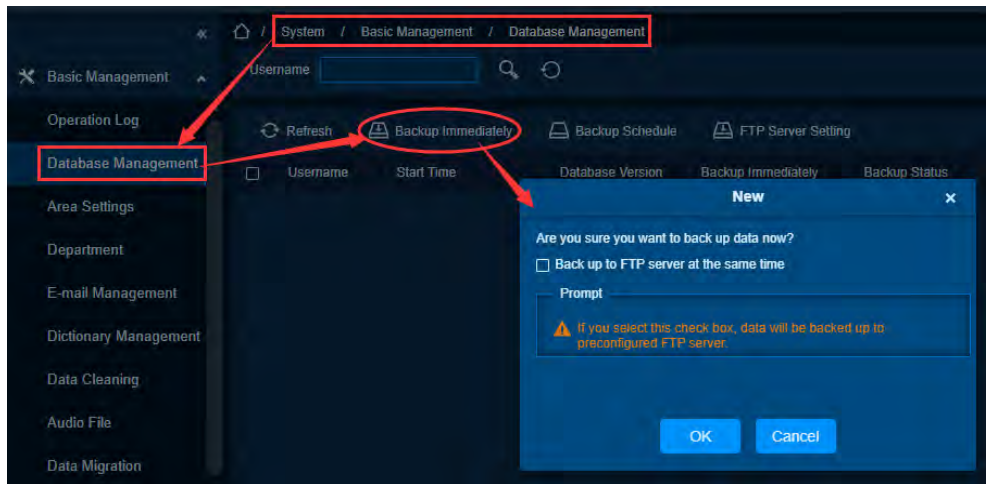 « / System / Basic Management / Database Management
Basic Management
Username
Operation Log
Refresh Backup Immediately Backup Schedule FTP Server Setting
Database Management
Username Start Time Database Version Backup Immediately Backup Status
New ×
Area Settings
Are you sure you want to back up data now?
Department
Back up to FTP server at the same time
E-mail Management
Prompt
If you select this check box, data will be backed up to
preconfigured FTP server.
Dictionary Management
Data Cleaning
Audio File
OK Cancel
Data Migration